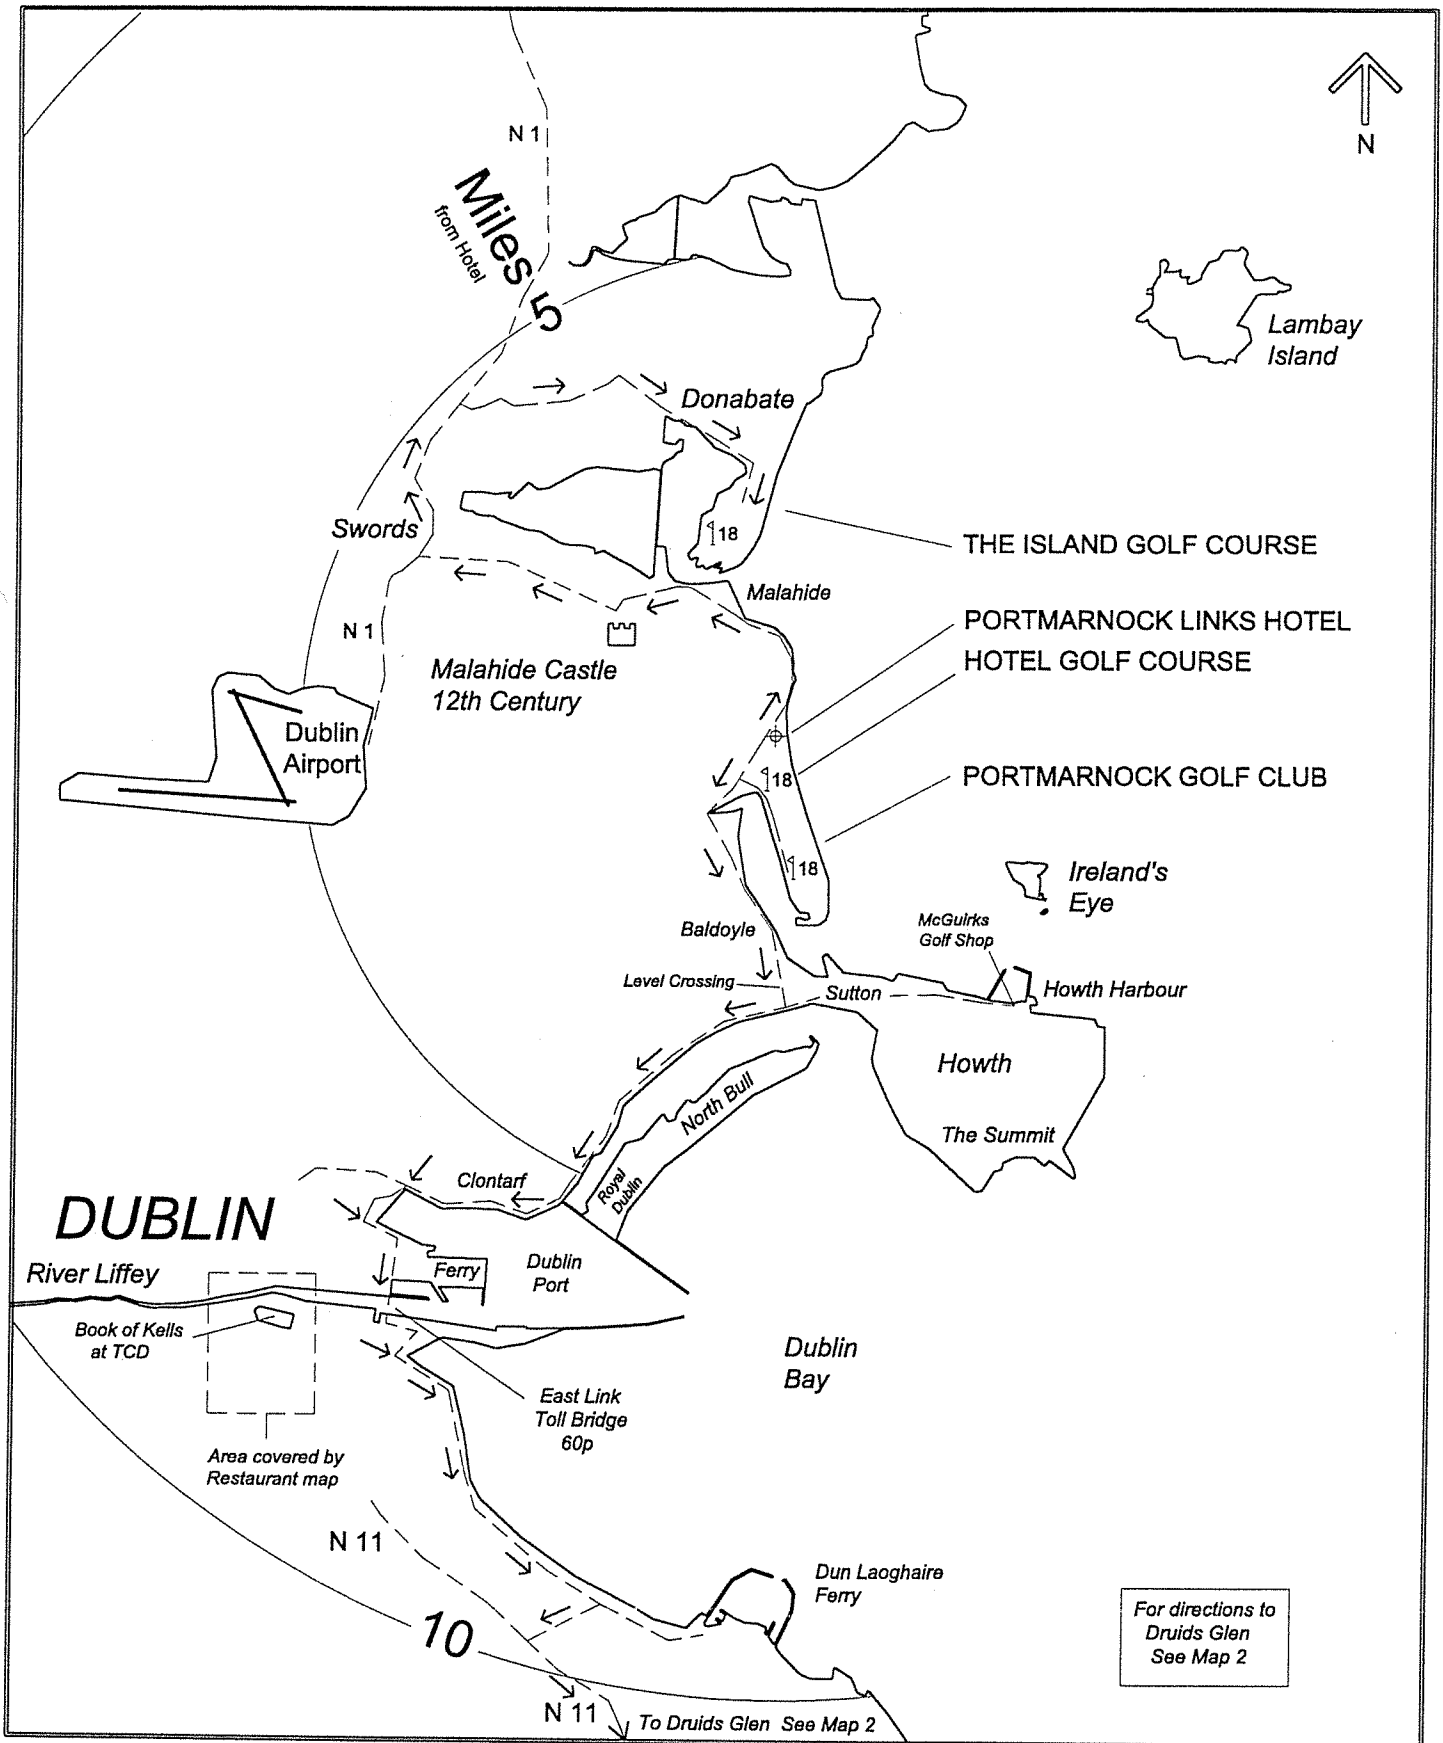 N 1
N
Miles 5
from Hotel
Lambay
Island
Donabate
Swords
18
THE ISLAND GOLF COURSE
Malahide
PORTMARNOCK LINKS HOTEL
N 1
HOTEL GOLF COURSE
Malahide Castle
12th Century
Dublin
Airport
18
PORTMARNOCK GOLF CLUB
18
Ireland's
Eye
McGuirks
Golf Shop
Baldoyle
Level Crossing
Sutton
Howth Harbour
Howth
North Bull
The Summit
Clontarf
Royal
Dublin
DUBLIN
River Liffey
Ferry
Dublin
Port
Book of Kells
at TCD
Dublin
Bay
East Link
Toll Bridge
60p
Area covered by
Restaurant map
N 11
Dun Laoghaire
Ferry
10
For directions to
Druids Glen
See Map 2
N 11
To Druids Glen See Map 2